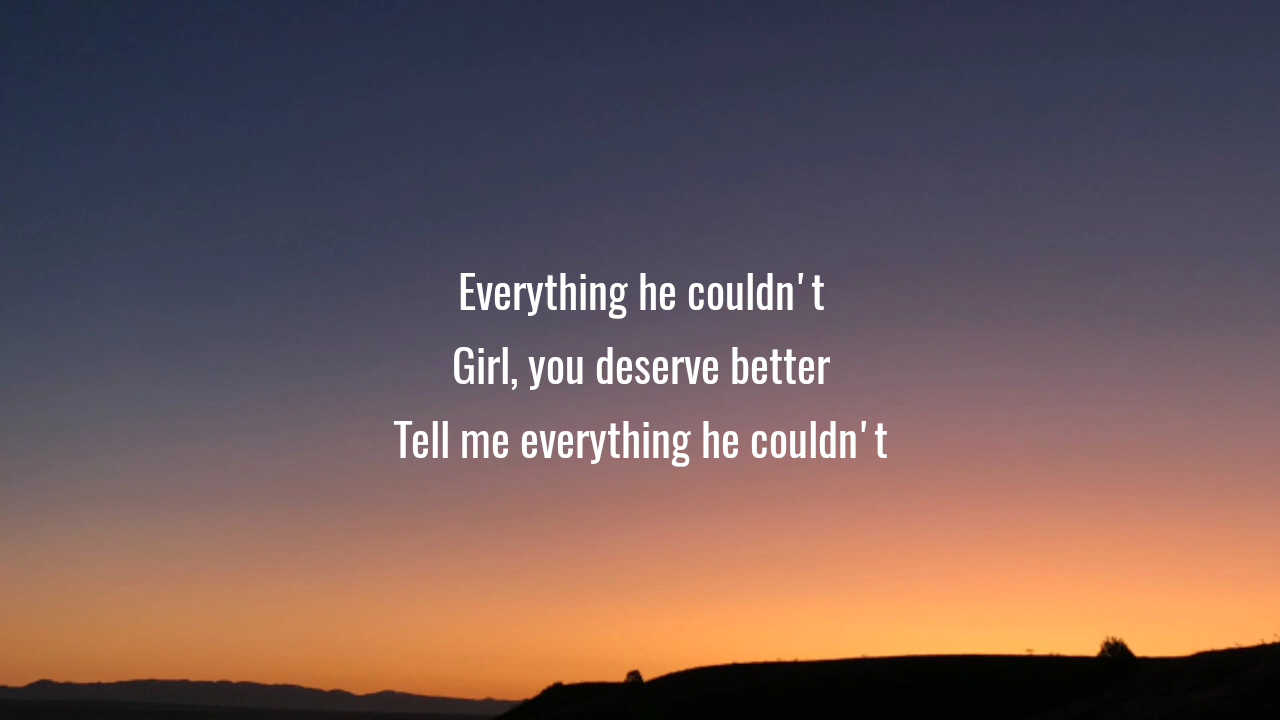 Everything he couldn't
Girl, you deserve better
Tell me everything he couldn't